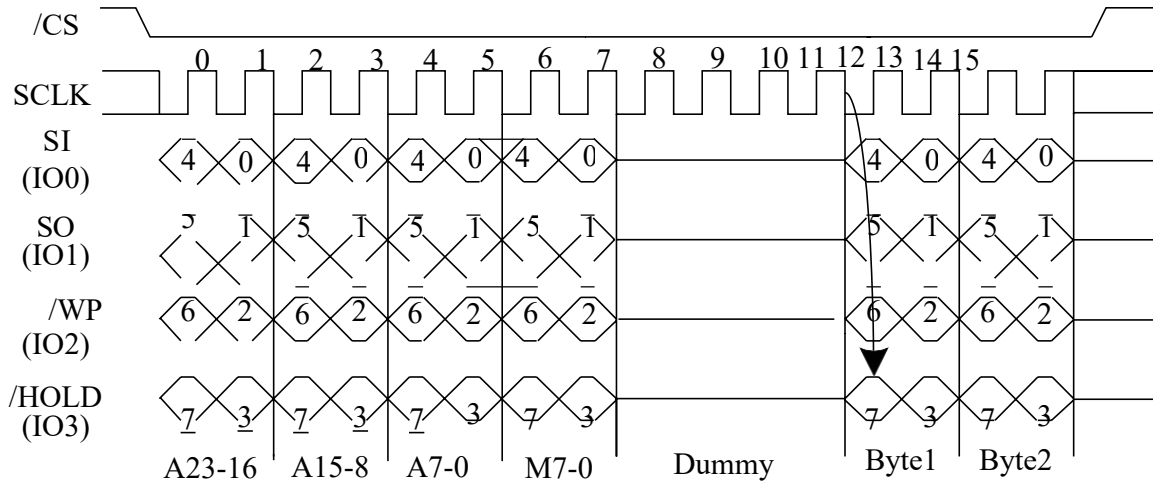 /CS
0 1 2 3 4 5 6 7 8 9 10 11 12 13 14 15
SCLK
SI
(IO0)
4 0 4 0 4 0 4 0 4 0 4 0
SO
(IO1)
5 1 5 1 5 1 5 1 5 1 5 1
/WP
(IO2)
6 2 6 2 6 2 6 2 6 2 6 2
/HOLD
(IO3)
7 3 7 3 7 3 7 3 7 3 7 3
A23-16 A15-8 A7-0 M7-0 Dummy Byte1 Byte2